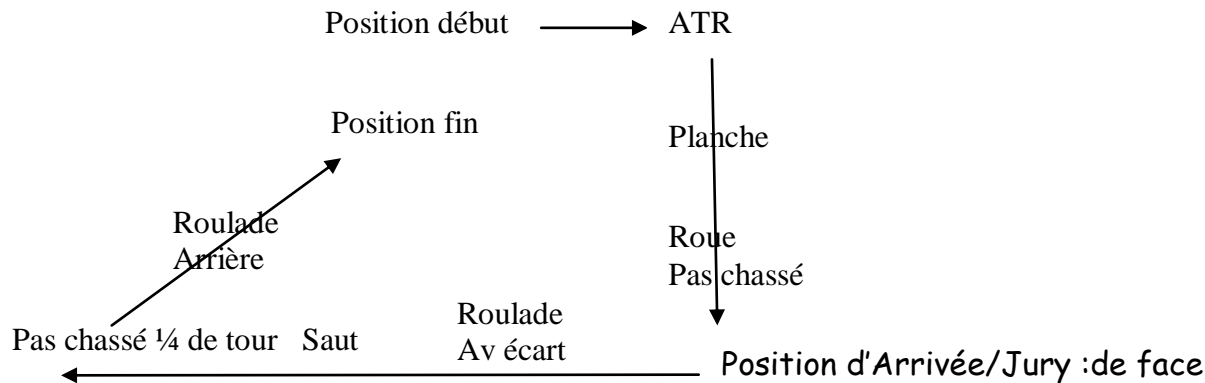 Position début ATR
Position fin
Planche
Roulade
Arrière
Roue
Pas chassé
Roulade
Av écart
Pas chassé ¼ de tour Saut
Position d'Arrivée/Jury :de face